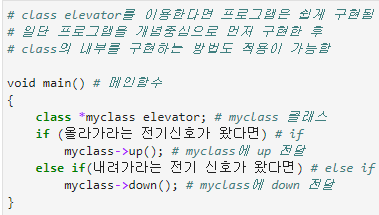 # class elevator를 이용한다면 프로그램은 쉽게 구현될
# 일단 프로그램을 개념중심으로 먼저 구현한 후
# class의 내부를 구현하는 방법도 적용이 가능할
void main() # 메인함수
{
class *myclass elevator; # myclass 클래스
if (올라가라는 전기신호가 왔다면) # if
myclass->up(); # myclass에 up 전달
else if(내려가라는 전기 신호가 왔다면) # else if
myclass->down(); # myclass에 down 전달
}